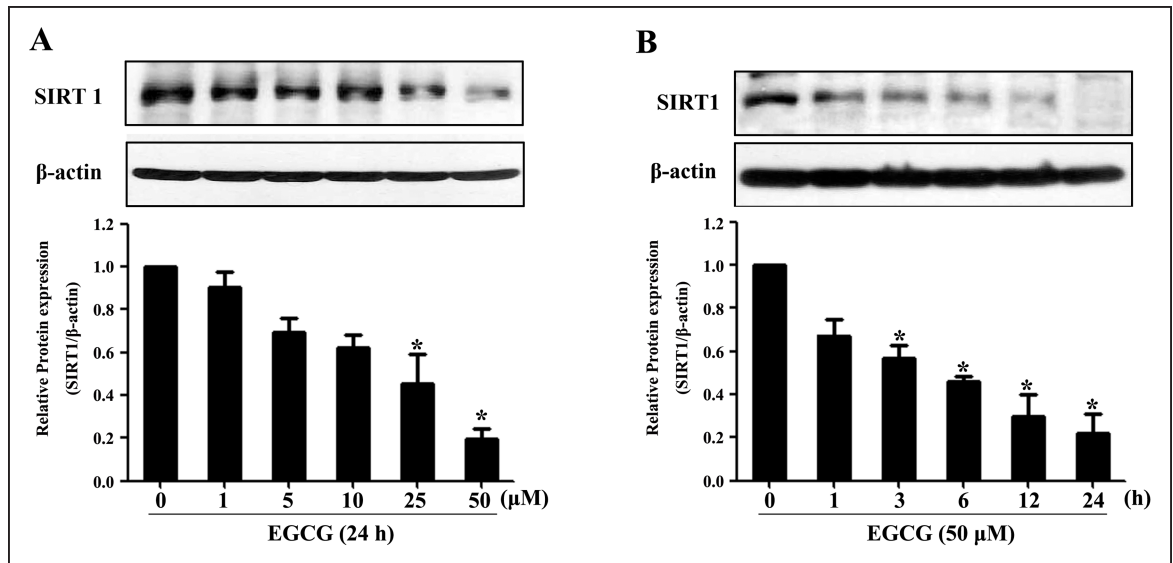 A
SIRT 1
β-actin
Relative Protein expression
(SIRT1/β-actin)
1.2
1.0
0.8
0.6
0.4
0.2
0.0
*
*
0 1 5 10 25 50 (μM)
EGCG (24 h)
B
SIRT1
β-actin
Relative Protein expression
(SIRT1/β-actin)
1.2
1.0
0.8
0.6
0.4
0.2
0.0
*
*
*
*
0 1 3 6 12 24 (h)
EGCG (50 μM)